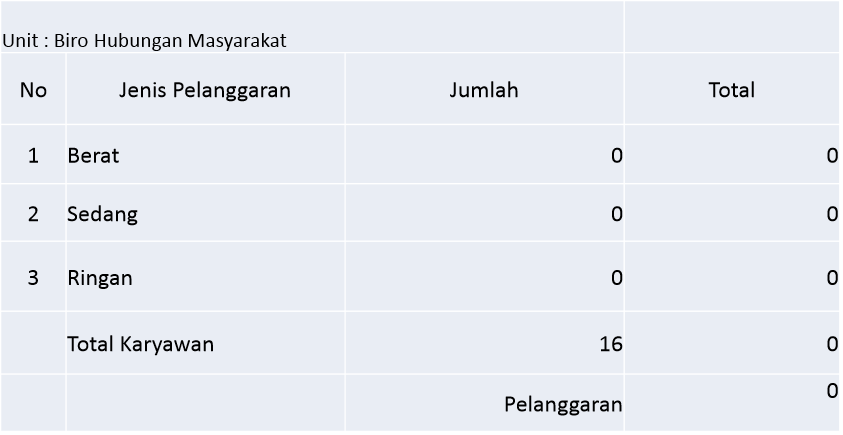 Unit : Biro Hubungan Masyarakat
No Jenis Pelanggaran Jumlah Total
1 Berat 0 0
2 Sedang 0 0
3 Ringan 0 0
Total Karyawan 16 0
Pelanggaran 0